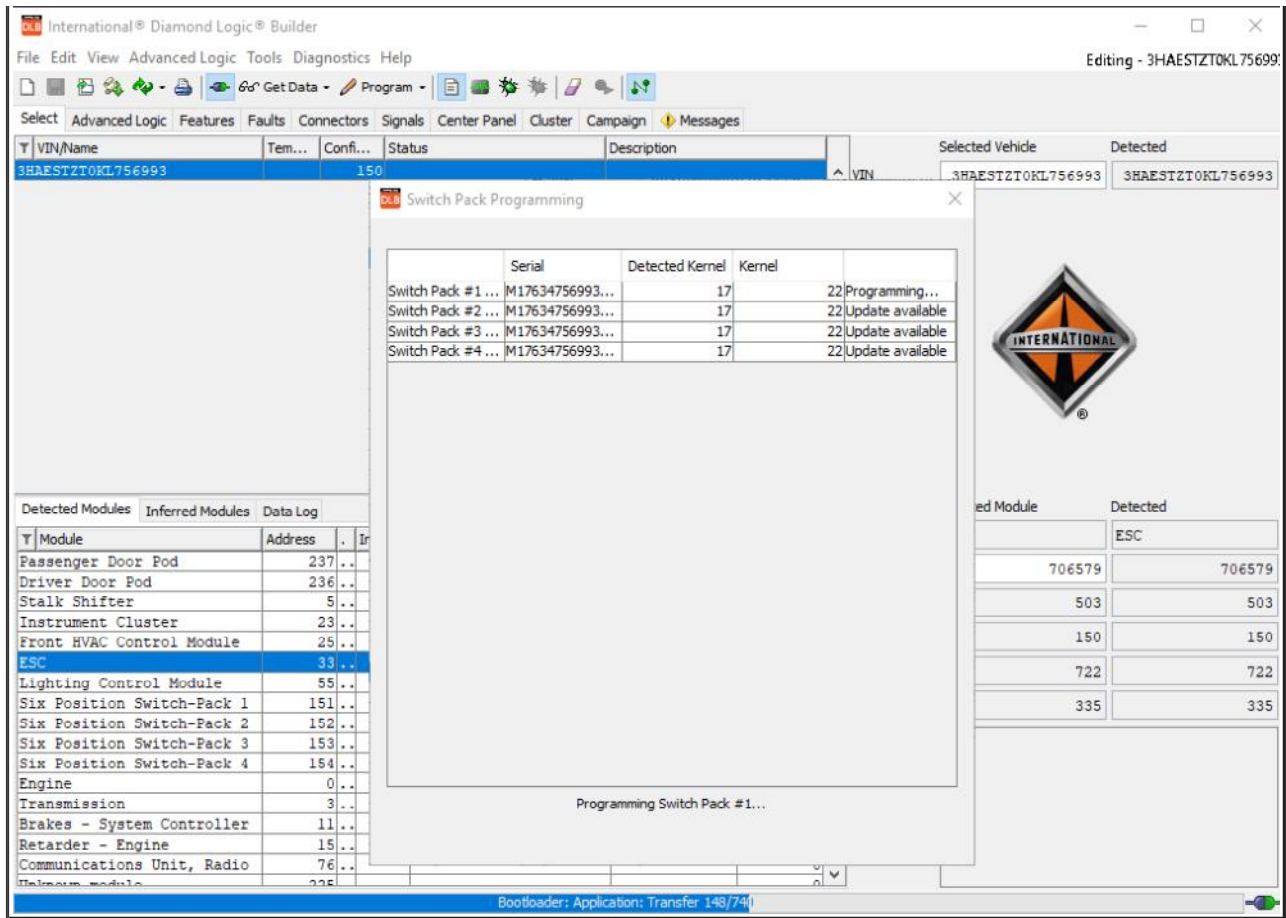 International® Diamond Logic® Builder
File Edit View Advanced Logic Tools Diagnostics Help
Editing - 3HAESTZT0KL75699
Get Data Program
Select Advanced Logic Features Faults Connectors Signals Center Panel Cluster Campaign Messages
VIN/Name Tem... Confi... Status Description
3HAESTZT0KL756993 150
Selected Vehicle Detected
VIN 3HAESTZT0KL756993 3HAESTZT0KL756993
DLB Switch Pack Programming
Serial Detected Kernel Kernel
Switch Pack #1 ... M17634756993... 17 22 Programming...
Switch Pack #2 ... M17634756993... 17 22 Update available
Switch Pack #3 ... M17634756993... 17 22 Update available
Switch Pack #4 ... M17634756993... 17 22 Update available
INTERNATIONAL
®
Detected Modules Inferred Modules Data Log
Module Address . Ir
Passenger Door Pod 237 ..
Driver Door Pod 236 ..
Stalk Shifter 5 ..
Instrument Cluster 23 ..
Front HVAC Control Module 25 ..
ESC 33 ..
Lighting Control Module 55 ..
Six Position Switch-Pack 1 151 ..
Six Position Switch-Pack 2 152 ..
Six Position Switch-Pack 3 153 ..
Six Position Switch-Pack 4 154 ..
Engine 0 ..
Transmission 3 ..
Brakes - System Controller 11 ..
Retarder - Engine 15 ..
Communications Unit, Radio 76 ..
ed Module Detected
ESC
706579 706579
503 503
150 150
722 722
335 335
Programming Switch Pack #1...
Bootloader: Application: Transfer 148/740